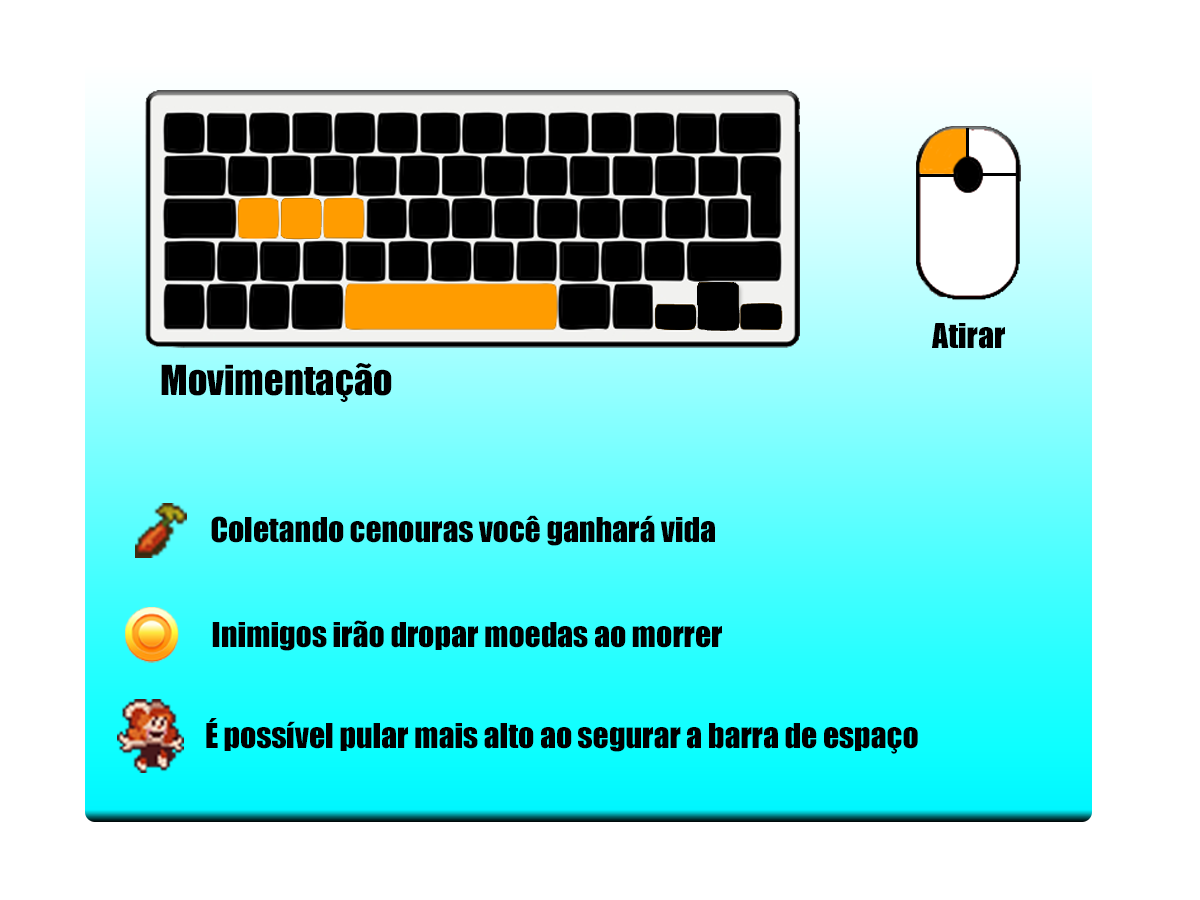 Atirar
Movimentação
Coletando cenouras você ganhará vida
Inimigos irão dropar moedas ao morrer
É possível pular mais alto ao segurar a barra de espaço